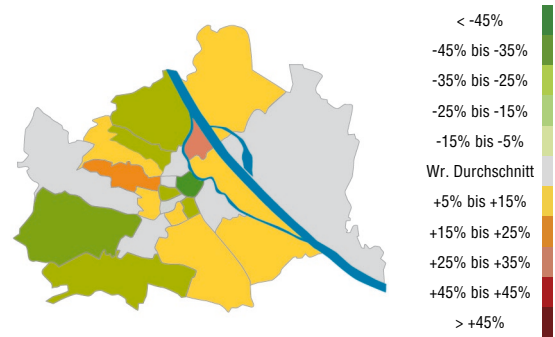 < -45%
-45% bis -35%
-35% bis -25%
-25% bis -15%
-15% bis -5%
Wr. Durchschnitt
+5% bis +15%
+15% bis +25%
+25% bis +35%
+45% bis +45%
> +45%